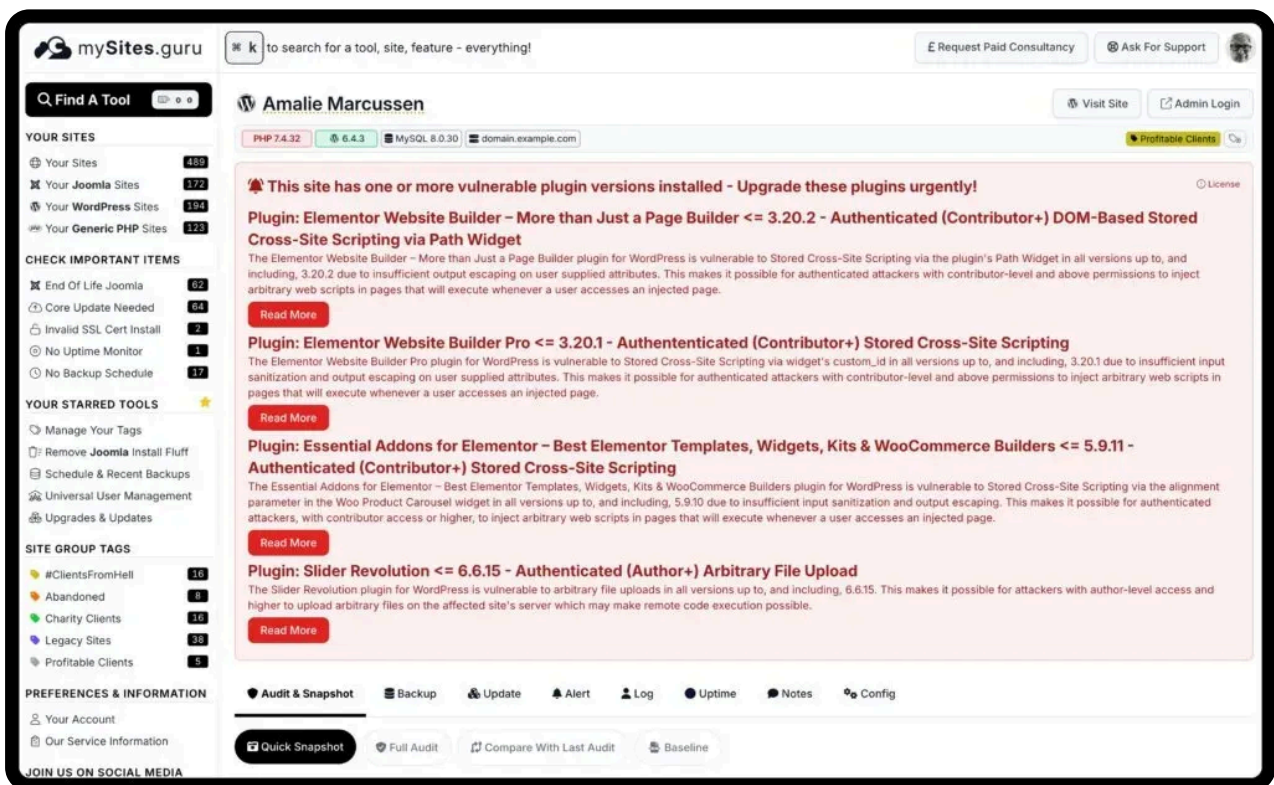 mySites.guru
⌘ k to search for a tool, site, feature - everything!
£ Request Paid Consultancy
Ask For Support
Find A Tool
YOUR SITES
Your Sites 489
Your Joomla Sites 172
Your WordPress Sites 194
Your Generic PHP Sites 123
CHECK IMPORTANT ITEMS
End Of Life Joomla 62
Core Update Needed 64
Invalid SSL Cert Install 2
No Uptime Monitor 1
No Backup Schedule 17
YOUR STARRED TOOLS
Manage Your Tags
Remove Joomla Install Fluff
Schedule & Recent Backups
Universal User Management
Upgrades & Updates
SITE GROUP TAGS
#ClientsFromHell 16
Abandoned 8
Charity Clients 16
Legacy Sites 38
Profitable Clients 5
PREFERENCES & INFORMATION
Your Account
Our Service Information
JOIN US ON SOCIAL MEDIA
Amalie Marcussen
Visit Site
Admin Login
PHP 7.4.32
6.4.3
MySQL 8.0.30
domain.example.com
Profitable Clients
This site has one or more vulnerable plugin versions installed - Upgrade these plugins urgently!
License
Plugin: Elementor Website Builder – More than Just a Page Builder <= 3.20.2 - Authenticated (Contributor+) DOM-Based Stored
Cross-Site Scripting via Path Widget
The Elementor Website Builder – More than Just a Page Builder plugin for WordPress is vulnerable to Stored Cross-Site Scripting via the plugin's Path Widget in all versions up to, and
including, 3.20.2 due to insufficient output escaping on user supplied attributes. This makes it possible for authenticated attackers with contributor-level and above permissions to inject
arbitrary web scripts in pages that will execute whenever a user accesses an injected page.
Read More
Plugin: Elementor Website Builder Pro <= 3.20.1 - Authententicated (Contributor+) Stored Cross-Site Scripting
The Elementor Website Builder Pro plugin for WordPress is vulnerable to Stored Cross-Site Scripting via widget's custom_id in all versions up to, and including, 3.20.1 due to insufficient input
sanitization and output escaping on user supplied attributes. This makes it possible for authenticated attackers with contributor-level and above permissions to inject arbitrary web scripts in
pages that will execute whenever a user accesses an injected page.
Read More
Plugin: Essential Addons for Elementor – Best Elementor Templates, Widgets, Kits & WooCommerce Builders <= 5.9.11 -
Authenticated (Contributor+) Stored Cross-Site Scripting
The Essential Addons for Elementor – Best Elementor Templates, Widgets, Kits & WooCommerce Builders plugin for WordPress is vulnerable to Stored Cross-Site Scripting via the alignment
parameter in the Woo Product Carousel widget in all versions up to, and including, 5.9.10 due to insufficient input sanitization and output escaping. This makes it possible for authenticated
attackers, with contributor access or higher, to inject arbitrary web scripts in pages that will execute whenever a user accesses an injected page.
Read More
Plugin: Slider Revolution <= 6.6.15 - Authenticated (Author+) Arbitrary File Upload
The Slider Revolution plugin for WordPress is vulnerable to arbitrary file uploads in all versions up to, and including, 6.6.15. This makes it possible for attackers with author-level access and
higher to upload arbitrary files on the affected site's server which may make remote code execution possible.
Read More
Audit & Snapshot
Backup
Update
Alert
Log
Uptime
Notes
Config
Quick Snapshot
Full Audit
Compare With Last Audit
Baseline